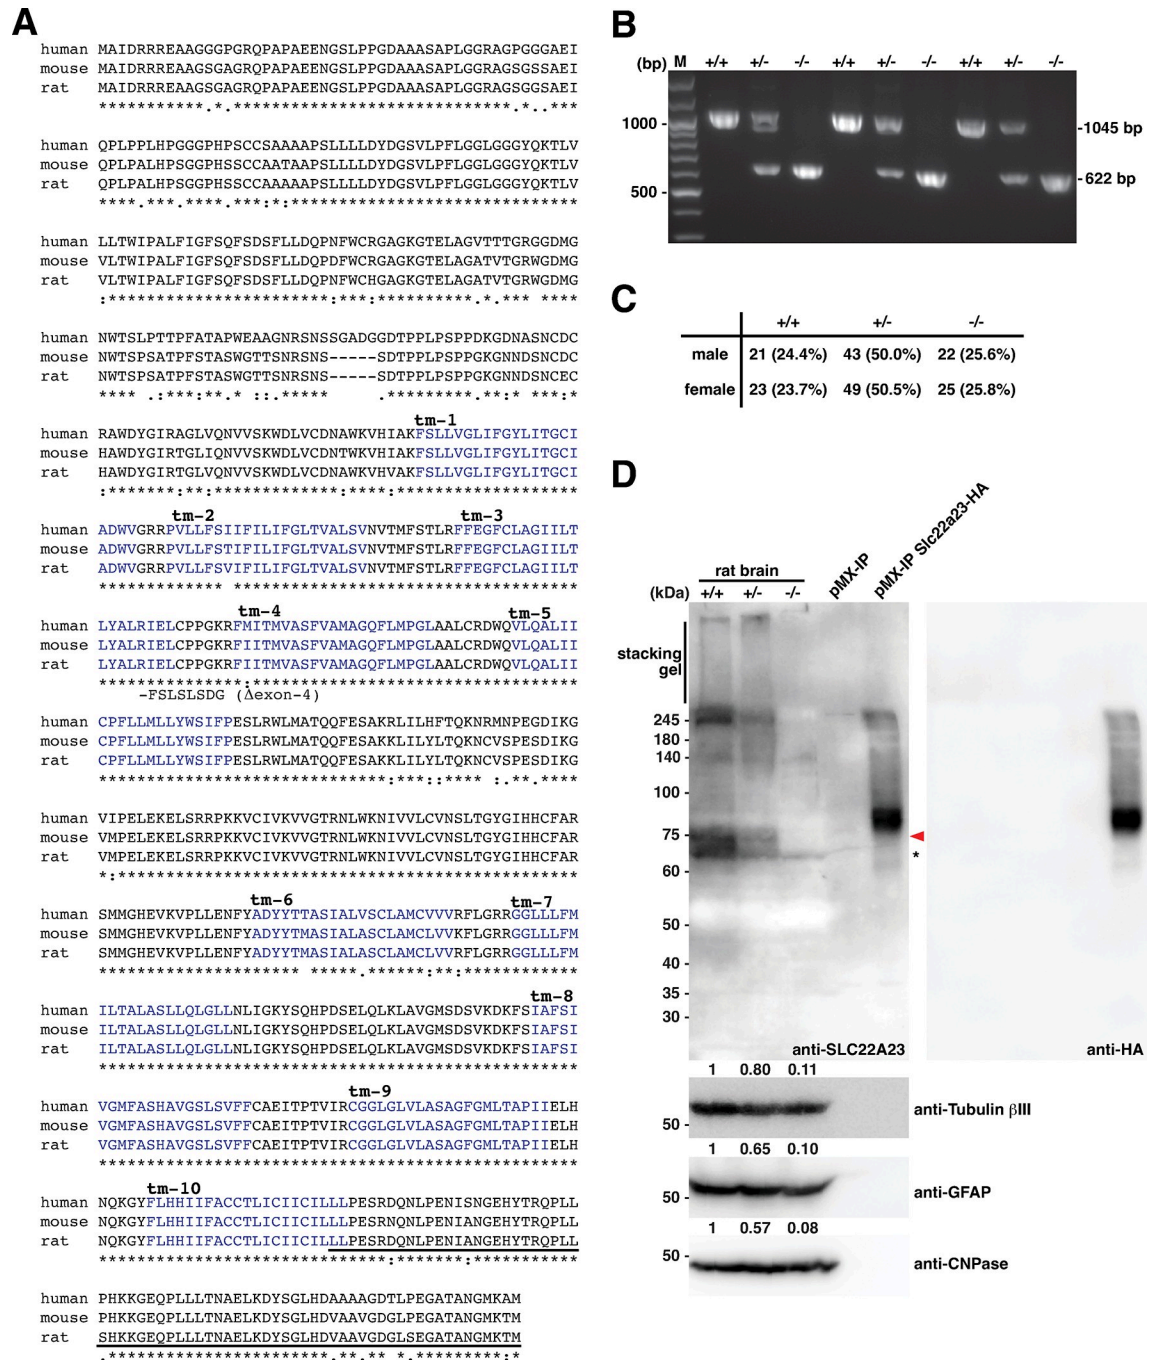 A
human MAIDRRREAAGGGPGRQPAPAEENGSLPPGDAAASAPLGGRAGPGGGAEI
mouse MAIDRRREAAGSGAGRQPAPAEENGSLPPGDAAASAPLGGRAGSGSSAEI
rat MAIDRRREAAGSGAGRQPAPAEENGSLPPGDAAASAPLGGRAGSGGSAEI
***********.*.*****************************.*..***
human QPLPPLHPGGGPHPSCCSAAAAPSLLLLDYDGSVLPFLGGLGGGYQKTLV
mouse QPLPALHPSGGPHSSCCAATAAPSLLLLDYDGSVLPFLGGLGGGYQKTLV
rat QPLPALHPSGGPHSSCCAAAAAPSLLLLDYDGSVLPFLGGLGGGYQKTLV
****.***.****.***:*:******************************
human LLTWIPALFIGFSQFSDSFLLDQPNFWCRGAGKGTELAGVTTTGRGGDMG
mouse VLTWIPALFIGFSQFSDSFLLDQPDFWCRGAGKGTELAGATVTGRWGDMG
rat VLTWIPALFIGFSQFSDSFLLDQPNFWCHGAGKGTELAGATVTGRWGDMG
:***********************:***:**********.*.*** ****
human NWTSLPTTPFATAPWEAAGNRSNSSGADGGDTPPLPSPPDKGDNASNCDC
mouse NWTSPSATPFSTASWGTTSNRSNS-----SDTPPLPSPPGKGNNDSNCDC
rat NWTSPSATPFSTASWGTTSNRSNS-----SDTPPLPSPPGKGNNDSNCEC
**** .:***:**.* ::.*****     .*********.**:* ***:*
tm-1
human RAWDYGIRAGLVQNVVSKWDLVCDNAWKVHIAKFSLLVGLIFGYLITGCI
mouse HAWDYGIRTGLIQNVVSKWDLVCDNTWKVHIAKFSLLVGLIFGYLITGCI
rat HAWDYGIRTGLIQNVVSKWDLVCDNAWKVHVAKFSLLVGLIFGYLITGCI
:*******:**:*************:****:*******************
tm-2 tm-3
human ADWVGRRPVLLFSIIFILIFGLTVALSVNVTMFSTLRFFEGFCLAGIILT
mouse ADWVGRRPVLLFSTIFILIFGLTVALSVNVTMFSTLRFFEGFCLAGIILT
rat ADWVGRRPVLLFSVIFILIFGLTVALSVNVTMFSTLRFFEGFCLAGIILT
************* ************************************
tm-4 tm-5
human LYALRIELCPPGKRFMITMVASFVAMAGQFLMPGLAALCRDWQVLQALII
mouse LYALRIELCPPGKRFIITMVASFVAMAGQFLMPGLAALCRDWQVLQALII
rat LYALRIELCPPGKRFIITMVASFVAMAGQFLMPGLAALCRDWQVLQALII
***************:**********************************
-FSLSLSDG (Δexon-4)
human CPFLLMLLYWSIFPESLRWLMATQQFESAKRLILHFTQKNRMNPEGDIKG
mouse CPFLLMLLYWSIFPESLRWLMATQQFESAKKLILYLTQKNCVSPESDIKG
rat CPFLLMLLYWSIFPESLRWLMATQQFESAKKLILYLTQKNCVSPESDIKG
******************************:***::**** :.**.****
human VIPELEKELSRRPKKVCIVKVVGTRNLWKNIVVLCVNSLTGYGIHHCFAR
mouse VMPELEKELSRRPKKVCIVKVVGTRNLWKNIVVLCVNSLTGYGIHHCFAR
rat VMPELEKELSRRPKKVCIVKVVGTRNLWKNIVVLCVNSLTGYGIHHCFAR
*:************************************************
tm-6 tm-7
human SMMGHEVKVPLLENFYADYYTTASIALVSCLAMCVVVRFLGRRGGLLLFM
mouse SMMGHEVKVPLLENFYADYYTMASIALASCLAMCLVVKFLGRRGGLLLFM
rat SMMGHEVKVPLLENFYADYYTMASIALASCLAMCLVVKFLGRRGGLLLFM
********************* *****.******:**:************
tm-8
human ILTALASLLQLGLLNLIGKYSQHPDSELQLKLAVGMSDSVKDKFSIAFSI
mouse ILTALASLLQLGLLNLIGKYSQHPDSELQLKLAVGMSDSVKDKFSIAFSI
rat ILTALASLLQLGLLNLIGKYSQHPDSELQLKLAVGMSDSVKDKFSIAFSI
**************************************************
tm-9
human VGMFASHAVGSLSVFFCAEITPTVIRCGGLGLVLASAGFGMLTAPIIELH
mouse VGMFASHAVGSLSVFFCAEITPTVIRCGGLGLVLASAGFGMLTAPIIELH
rat VGMFASHAVGSLSVFFCAEITPTVIRCGGLGLVLASAGFGMLTAPIIELH
**************************************************
tm-10
human NQKGYFLHHIIFACCTLICIICILLLPESRDQNLPENISNGEHYTRQPLL
mouse NQKGYFLHHIIFACCTLICIICILLLPESRNQNLPENIANGEHYTRQPLL
rat NQKGYFLHHIIFACCTLICIICILLLPESRDQNLPENIANGEHYTRQPLL
******************************:*******:***********
human PHKKGEQPLLLTNAELKDYSGLHDAAAAGDTLPEGATANGMKAM
mouse PHKKGEQPLLLTNAELKDYSGLHDVAAVGDGLPEGATANGMKTM
rat SHKKGEQPLLLTNAELKDYSGLHDVAAVGDGLSEGATANGMKTM
.***********************.**.** *.*********:*
B
(bp) M +/+ +/- -/- +/+ +/- -/- +/+ +/- -/-
1000 -
-1045 bp
-622 bp
500 -
C
+/+ +/- -/-
male 21 (24.4%) 43 (50.0%) 22 (25.6%)
female 23 (23.7%) 49 (50.5%) 25 (25.8%)
D
rat brain pMX-IP pMX-IP Slc22a23-HA
(kDa) +/+ +/- -/-
stacking
gel
245 -
180 -
140 -
100 -
75 -
*
60 -
50 -
40 -
35 -
30 -
anti-SLC22A23 anti-HA
1 0.80 0.11
anti-Tubulin βIII
50 -
1 0.65 0.10
50 - anti-GFAP
1 0.57 0.08
50 -
anti-CNPase